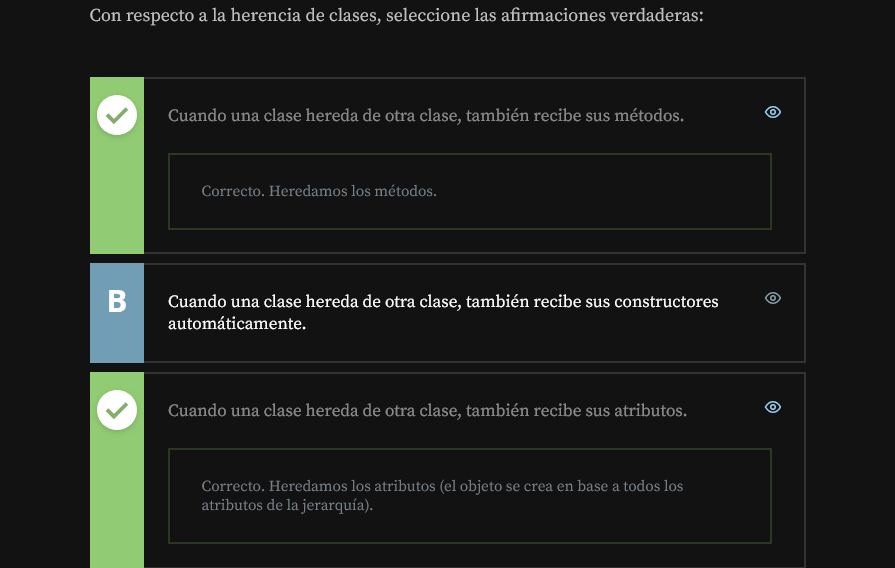 Con respecto a la herencia de clases, seleccione las afirmaciones verdaderas:
Cuando una clase hereda de otra clase, también recibe sus métodos.
Correcto. Heredamos los métodos.
B
Cuando una clase hereda de otra clase, también recibe sus constructores
automáticamente.
Cuando una clase hereda de otra clase, también recibe sus atributos.
Correcto. Heredamos los atributos (el objeto se crea en base a todos los
atributos de la jerarquía).